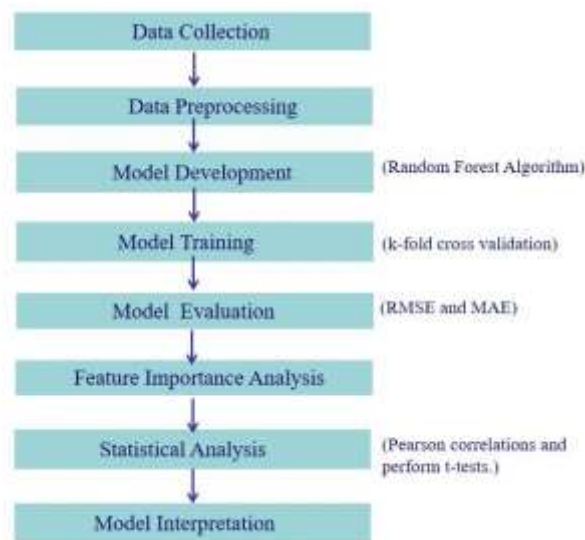 Data Collection
Data Preprocessing
Model Development
(Random Forest Algorithm)
Model Training
(k-fold cross validation)
Model Evaluation
(RMSE and MAE)
Feature Importance Analysis
Statistical Analysis
(Pearson correlations and
perform t-tests.)
Model Interpretation